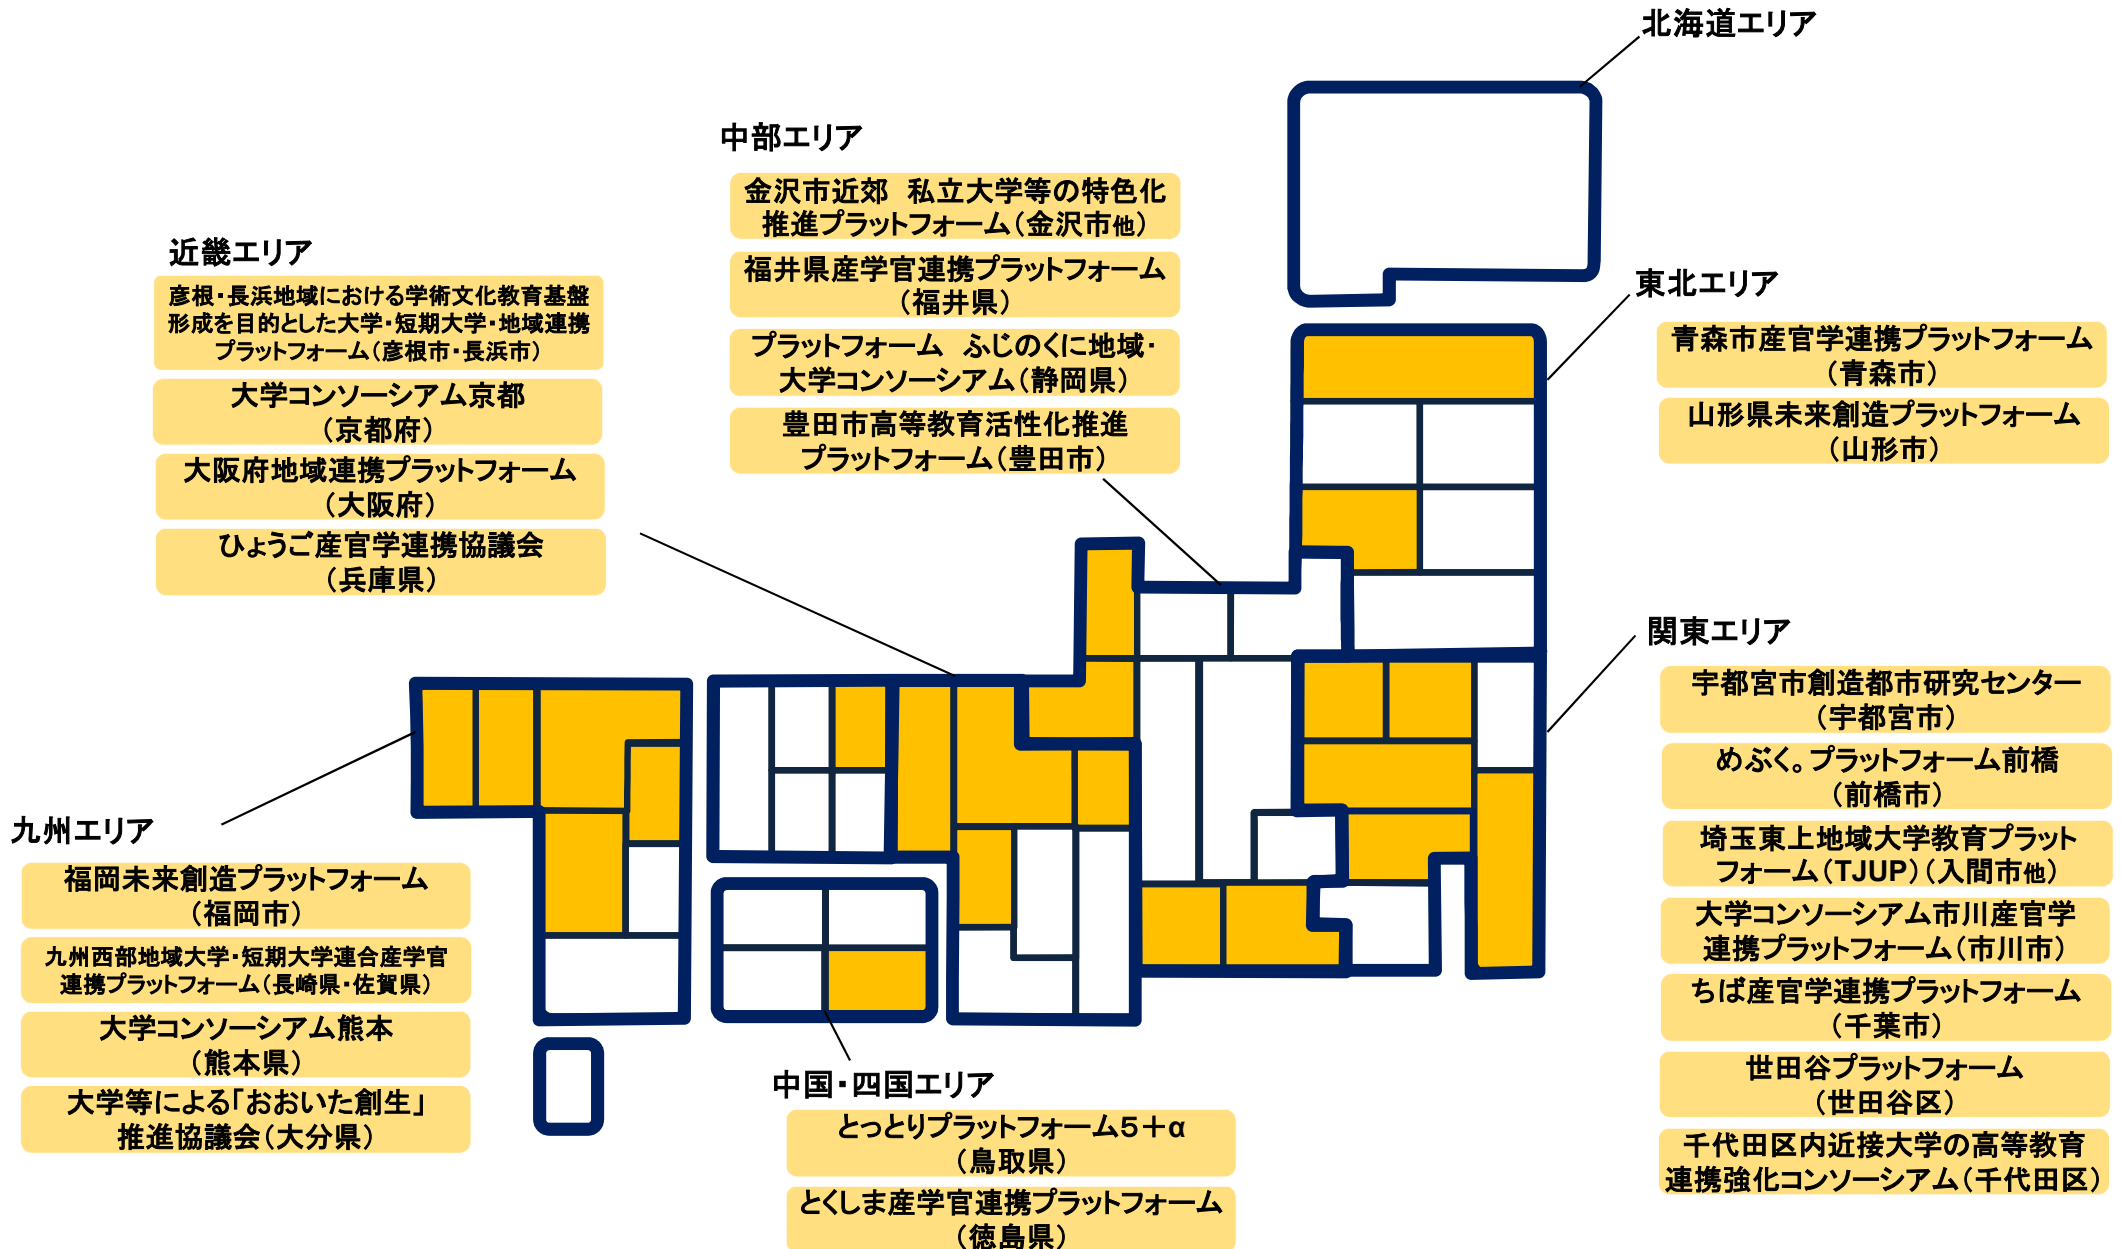 北海道エリア
中部エリア
金沢市近郊　私立大学等の特色化
推進プラットフォーム（金沢市他）
福井県産学官連携プラットフォーム
（福井県）
プラットフォーム　ふじのくに地域・
大学コンソーシアム（静岡県）
豊田市高等教育活性化推進
プラットフォーム（豊田市）
近畿エリア
彦根・長浜地域における学術文化教育基盤
形成を目的とした大学・短期大学・地域連携
プラットフォーム（彦根市・長浜市）
大学コンソーシアム京都
（京都府）
大阪府地域連携プラットフォーム
（大阪府）
ひょうご産官学連携協議会
（兵庫県）
東北エリア
青森市産官学連携プラットフォーム
（青森市）
山形県未来創造プラットフォーム
（山形市）
関東エリア
宇都宮市創造都市研究センター
（宇都宮市）
めぶく。プラットフォーム前橋
（前橋市）
埼玉東上地域大学教育プラット
フォーム（TJUP）（入間市他）
大学コンソーシアム市川産官学
連携プラットフォーム（市川市）
ちば産官学連携プラットフォーム
（千葉市）
世田谷プラットフォーム
（世田谷区）
千代田区内近接大学の高等教育
連携強化コンソーシアム（千代田区）
九州エリア
福岡未来創造プラットフォーム
（福岡市）
九州西部地域大学・短期大学連合産学官
連携プラットフォーム（長崎県・佐賀県）
大学コンソーシアム熊本
（熊本県）
大学等による「おおいた創生」
推進協議会（大分県）
中国・四国エリア
とっとりプラットフォーム５＋α
（鳥取県）
とくしま産学官連携プラットフォーム
（徳島県）